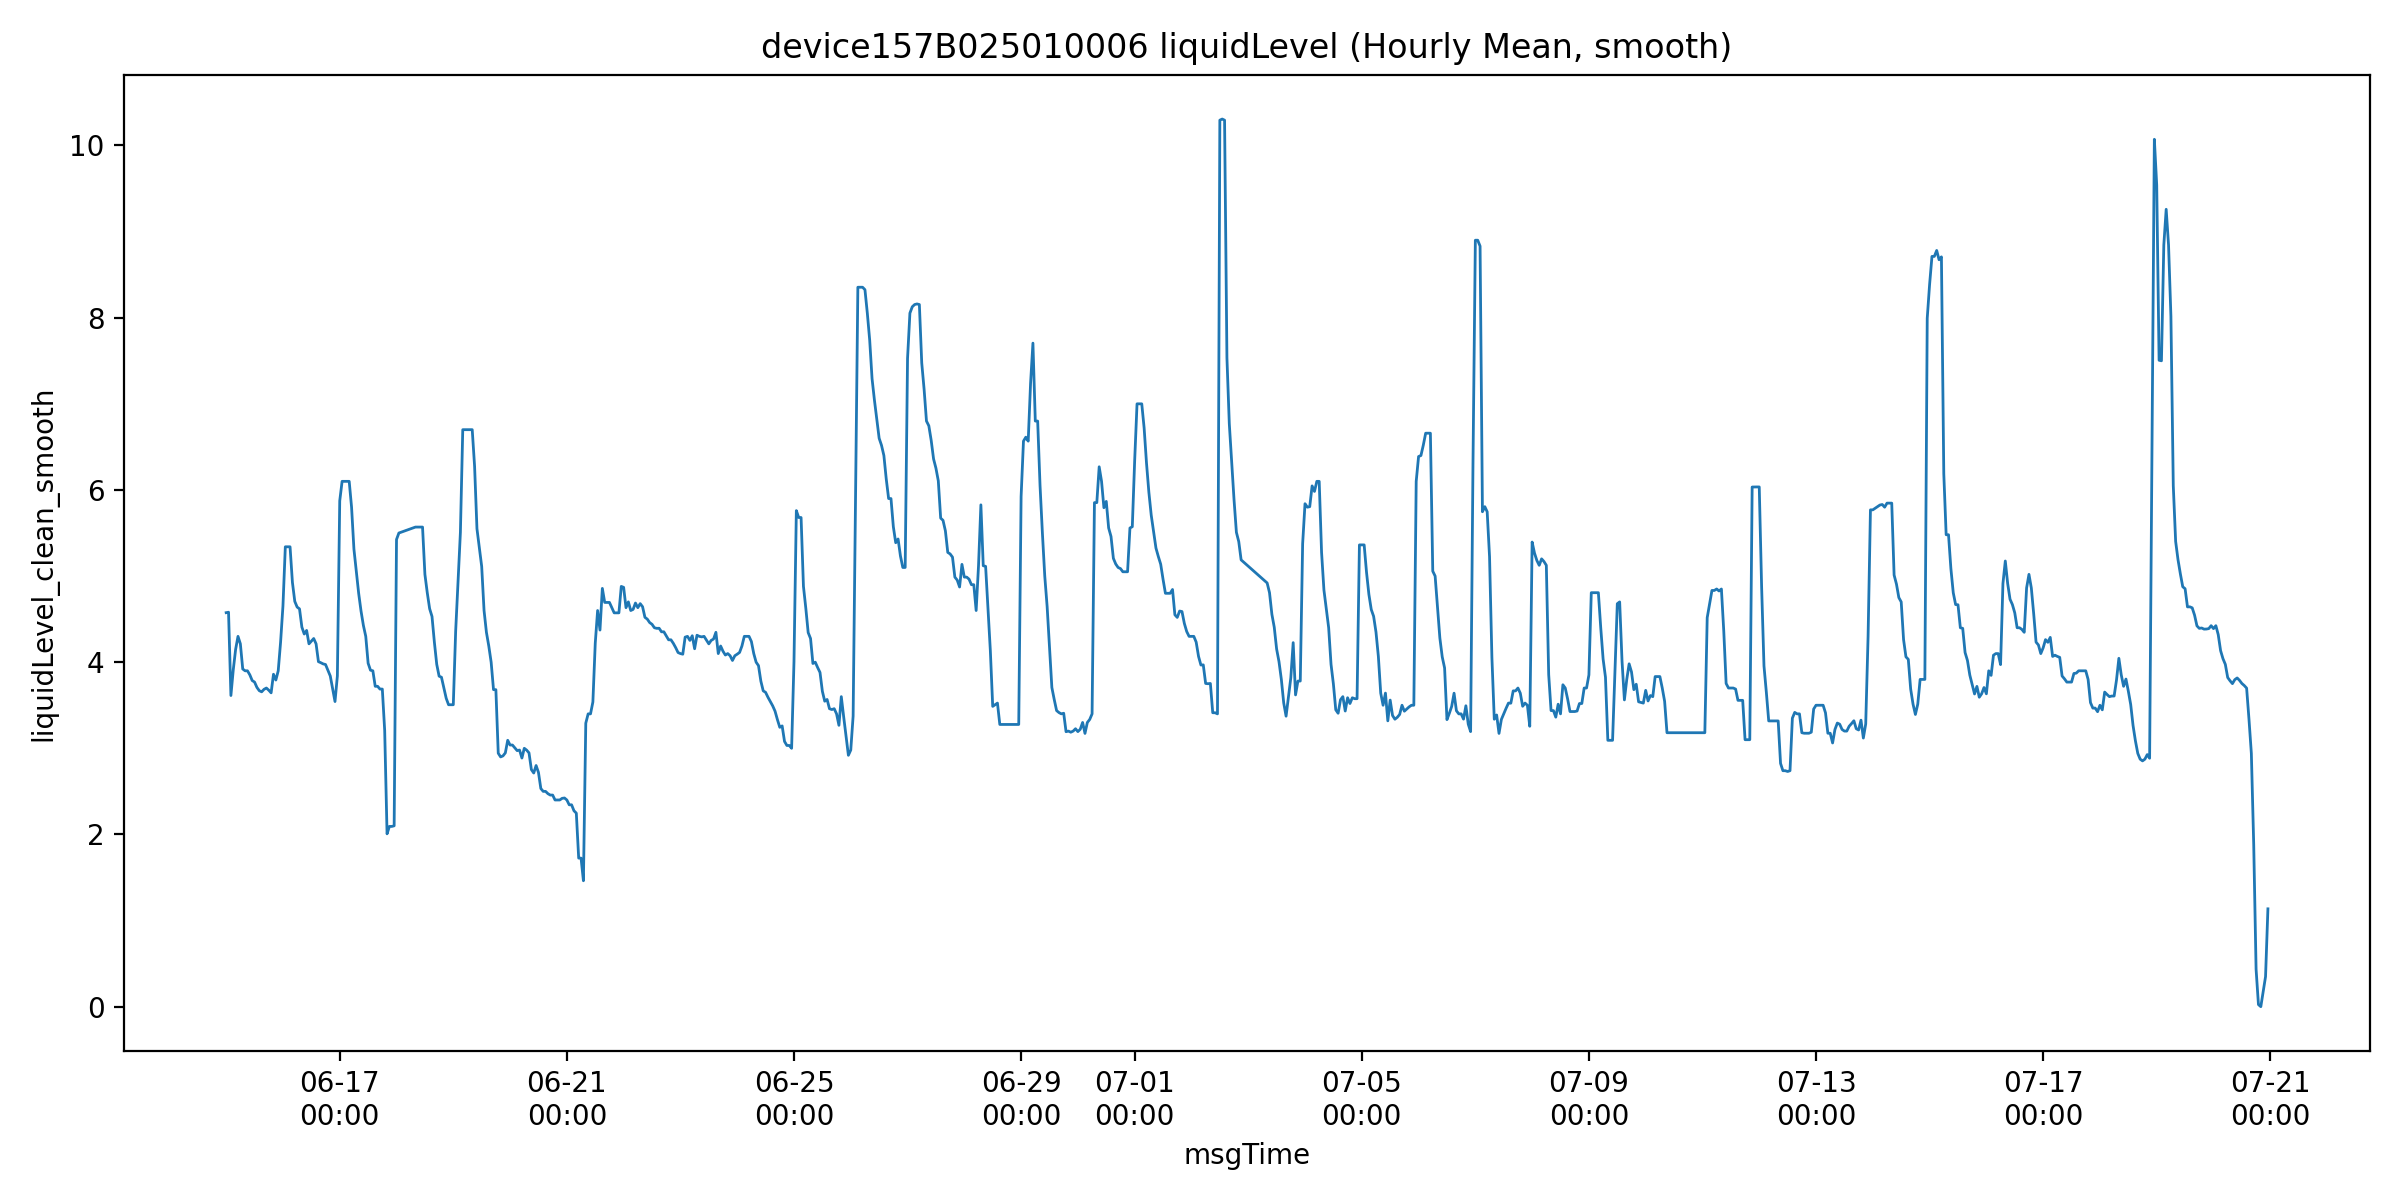 device157B025010006 liquidLevel (Hourly Mean, smooth)
liquidLevel_clean_smooth
10
8
6
4
2
0
06-17 06-21 06-25 06-29 07-01 07-05 07-09 07-13 07-17 07-21
00:00 00:00 00:00 00:00 00:00 00:00 00:00 00:00 00:00 00:00
msgTime